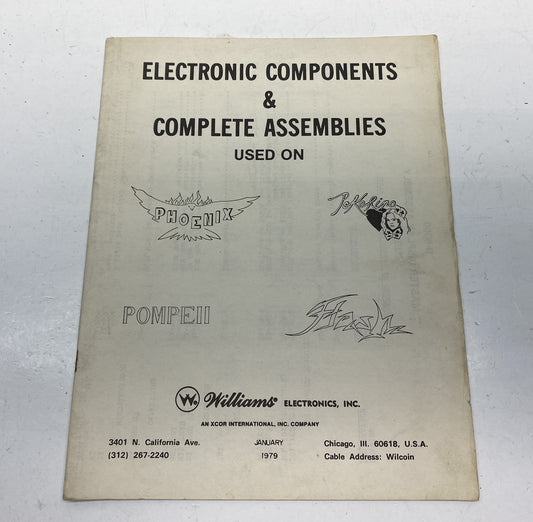 ELECTRONIC COMPONENTS
&
COMPLETE ASSEMBLIES
USED ON
PHOENIX
Pokerino
POMPEII
Flash
W. Williams® ELECTRONICS, INC.
AN XCOR INTERNATIONAL, INC. COMPANY
3401 N. California Ave. JANUARY Chicago, Ill. 60618, U.S.A.
(312) 267-2240 1979 Cable Address: Wilcoin